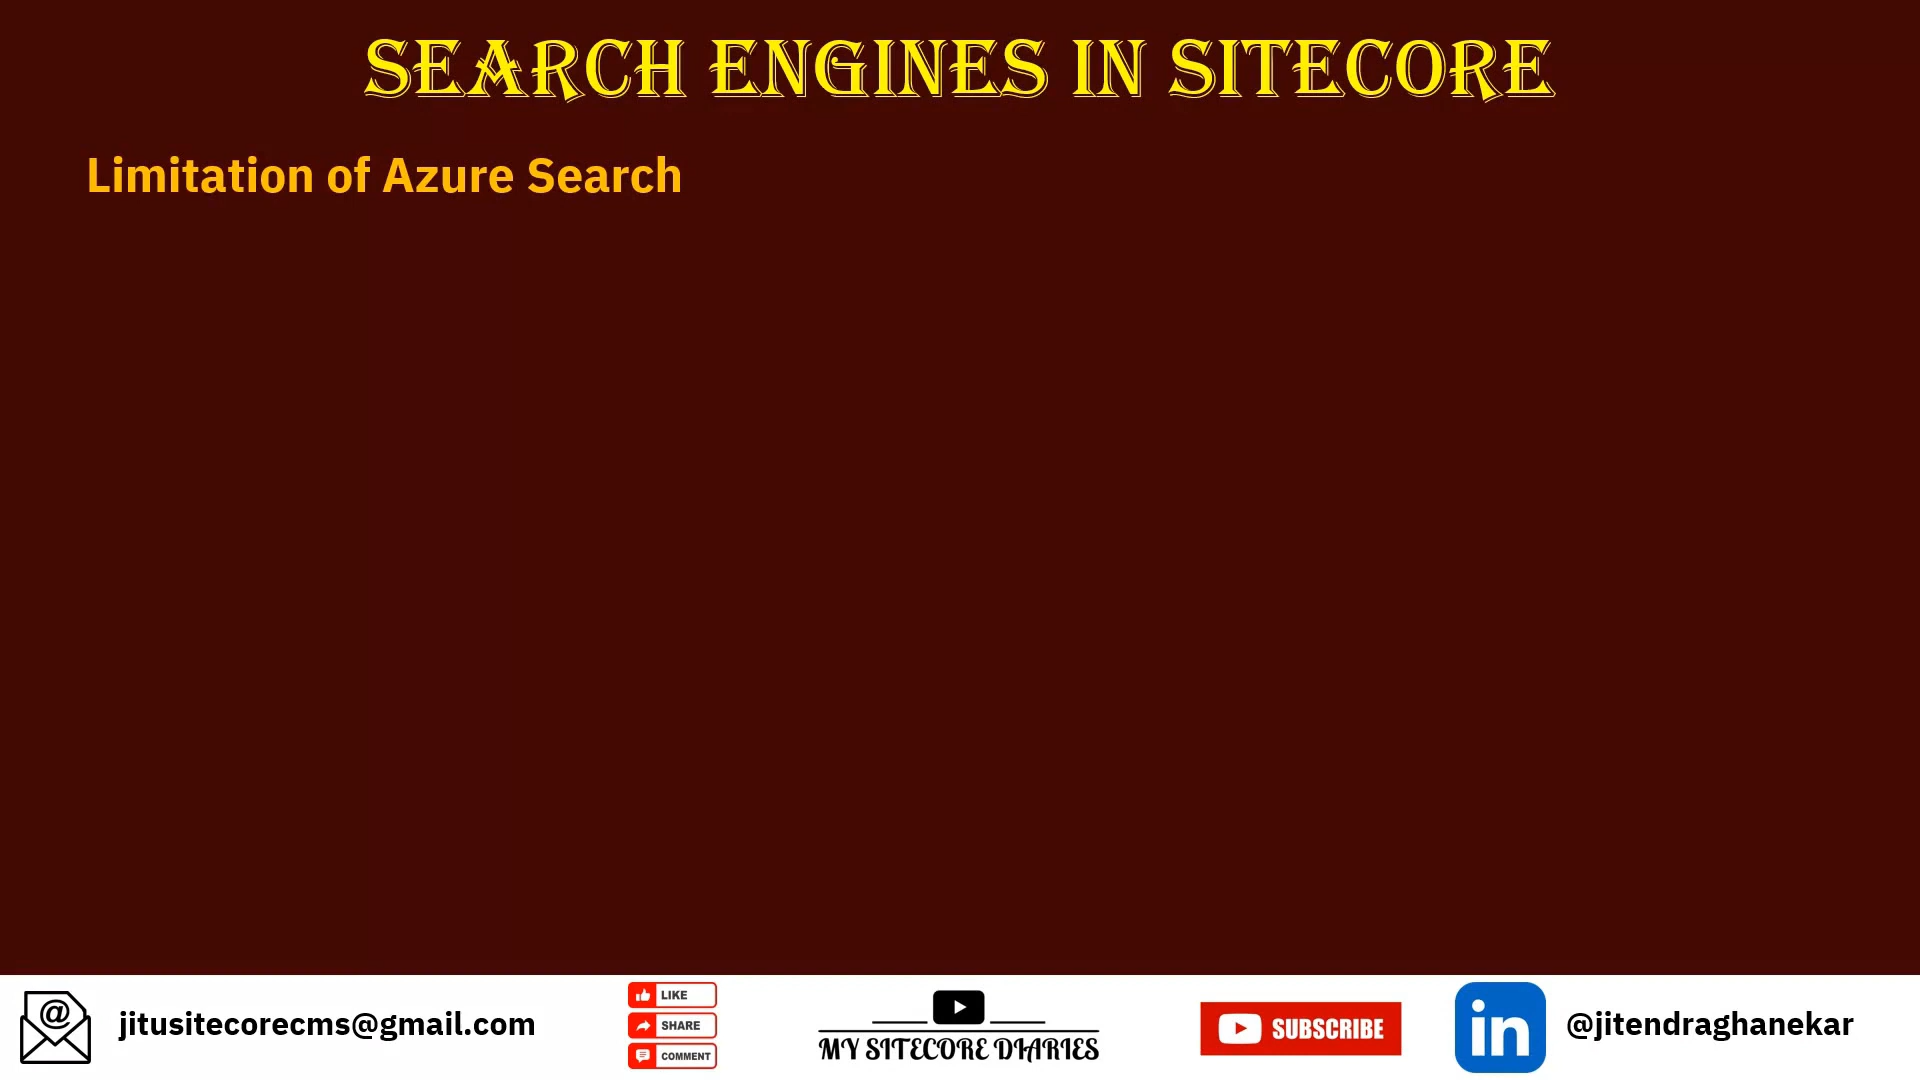 SEARCH ENGINES IN SITECORE
Limitation of Azure Search
@
jitusitecorecms@gmail.com
LIKE
SHARE
COMMENT
MY SITECORE DIARIES
SUBSCRIBE
in
@jitendraghanekar